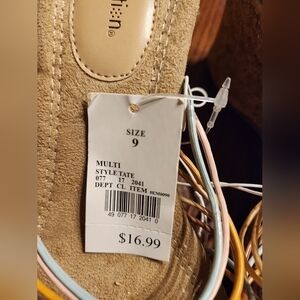 SIZE
9
MULTI
STYLE TATE
077 17 2041
DEPT CL ITEM
49 077 17 2041 0
$16.99